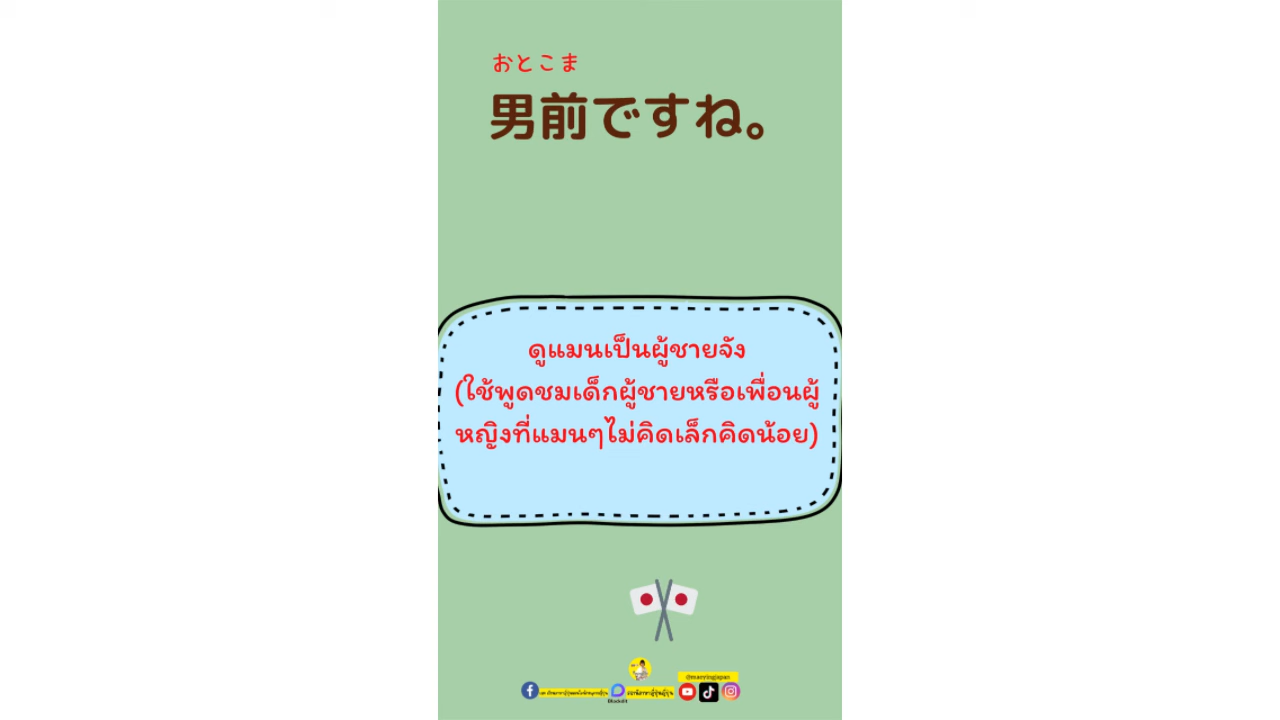 おとこま
男前ですね。
ดูแมนเป็นผู้ชายจัง
(ใช้พูดชมเด็กผู้ชายหรือเพื่อนผู้
หญิงที่แมนๆไม่คิดเล็กคิดน้อย)
@maeyingjapan
Blockdit